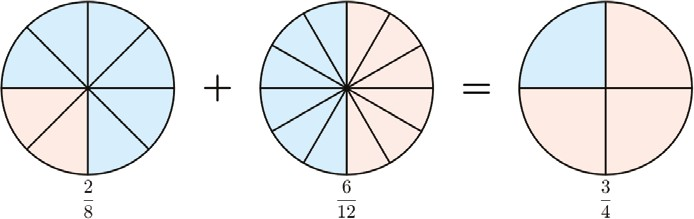 + =
2/8 6/12 3/4